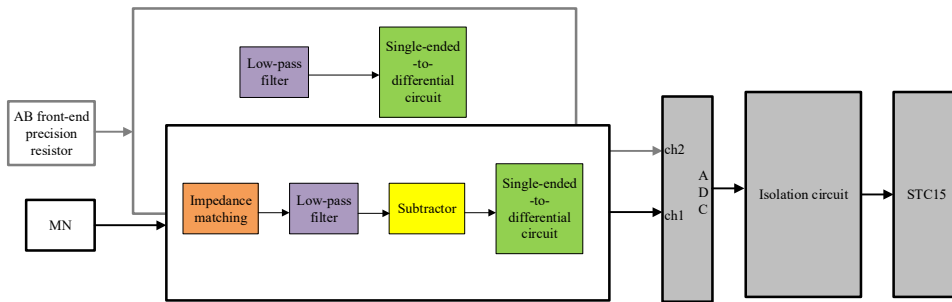 Low-pass
filter
Single-ended
-to-
differential
circuit
AB front-end
precision
resistor
MN
Impedance
matching
Low-pass
filter
Subtractor
Single-ended
-to-
differential
circuit
ch2
ch1
A
D
C
Isolation circuit
STC15